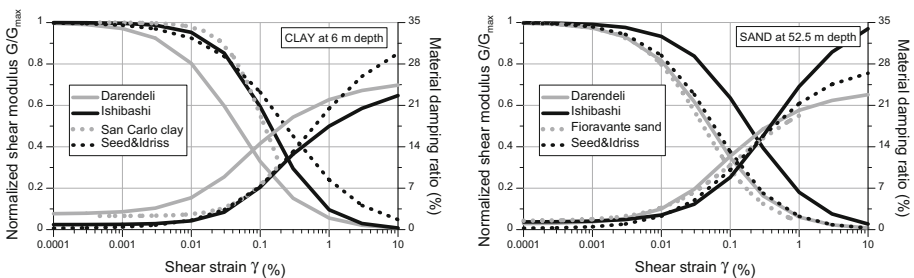 Normalized shear modulus G/Gmax
1
0.8
0.6
0.4
0.2
0
CLAY at 6 m depth
Darendeli
Ishibashi
San Carlo clay
Seed&Idriss
35
28
21
14
7
0
Material damping ratio (%)
0.0001
0.001
0.01
0.1
1
10
Shear strain γ (%)
Normalized shear modulus G/Gmax
1
0.8
0.6
0.4
0.2
0
SAND at 52.5 m depth
Darendeli
Ishibashi
Fioravante sand
Seed&Idriss
35
28
21
14
7
0
Material damping ratio (%)
0.0001
0.001
0.01
0.1
1
10
Shear strain γ (%)